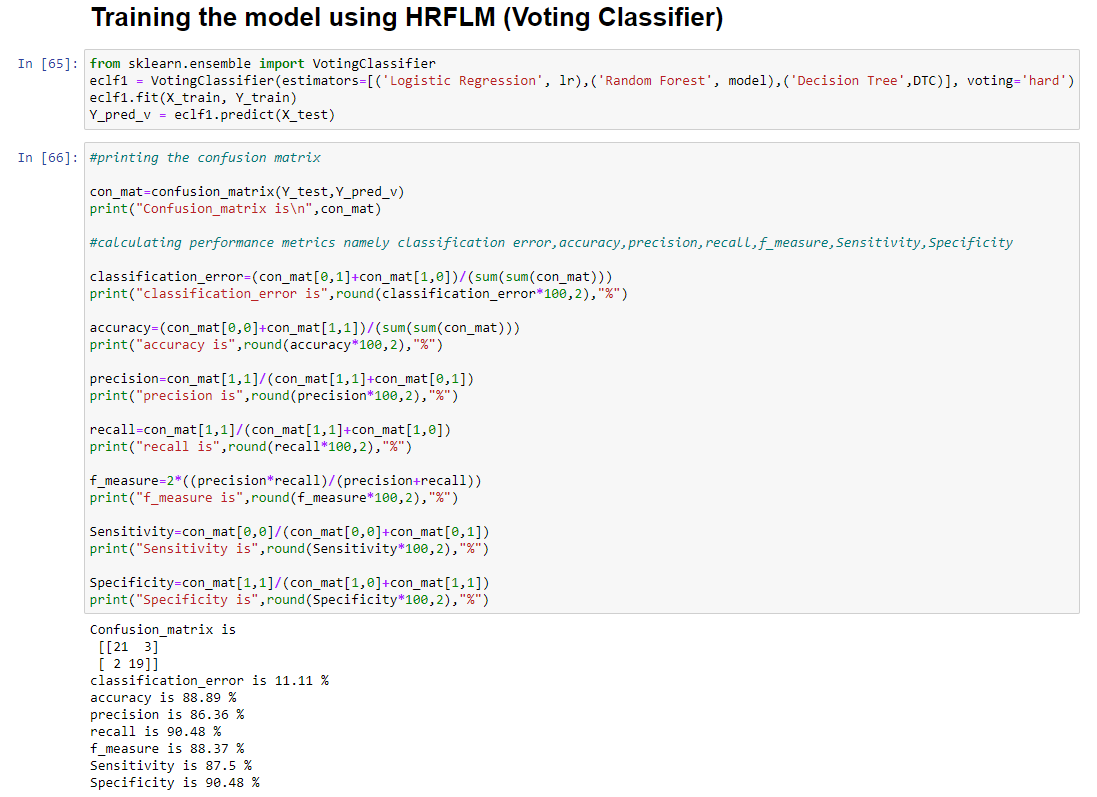 Training the model using HRFLM (Voting Classifier)
In [65]: from sklearn.ensemble import VotingClassifier
eclf1 = VotingClassifier(estimators=[('Logistic Regression', lr),('Random Forest', model),('Decision Tree',DTC)], voting='hard')
eclf1.fit(X_train, Y_train)
Y_pred_v = eclf1.predict(X_test)
In [66]: #printing the confusion matrix
con_mat=confusion_matrix(Y_test,Y_pred_v)
print("Confusion_matrix is\n",con_mat)
#calculating performance metrics namely classification error,accuracy,precision,recall,f_measure,Sensitivity,Specificity
classification_error=(con_mat[0,1]+con_mat[1,0])/(sum(sum(con_mat)))
print("classification_error is",round(classification_error*100,2),"%")
accuracy=(con_mat[0,0]+con_mat[1,1])/(sum(sum(con_mat)))
print("accuracy is",round(accuracy*100,2),"%")
precision=con_mat[1,1]/(con_mat[1,1]+con_mat[0,1])
print("precision is",round(precision*100,2),"%")
recall=con_mat[1,1]/(con_mat[1,1]+con_mat[1,0])
print("recall is",round(recall*100,2),"%")
f_measure=2*((precision*recall)/(precision+recall))
print("f_measure is",round(f_measure*100,2),"%")
Sensitivity=con_mat[0,0]/(con_mat[0,0]+con_mat[0,1])
print("Sensitivity is",round(Sensitivity*100,2),"%")
Specificity=con_mat[1,1]/(con_mat[1,0]+con_mat[1,1])
print("Specificity is",round(Specificity*100,2),"%")
Confusion_matrix is
[[21  3]
[ 2 19]]
classification_error is 11.11 %
accuracy is 88.89 %
precision is 86.36 %
recall is 90.48 %
f_measure is 88.37 %
Sensitivity is 87.5 %
Specificity is 90.48 %